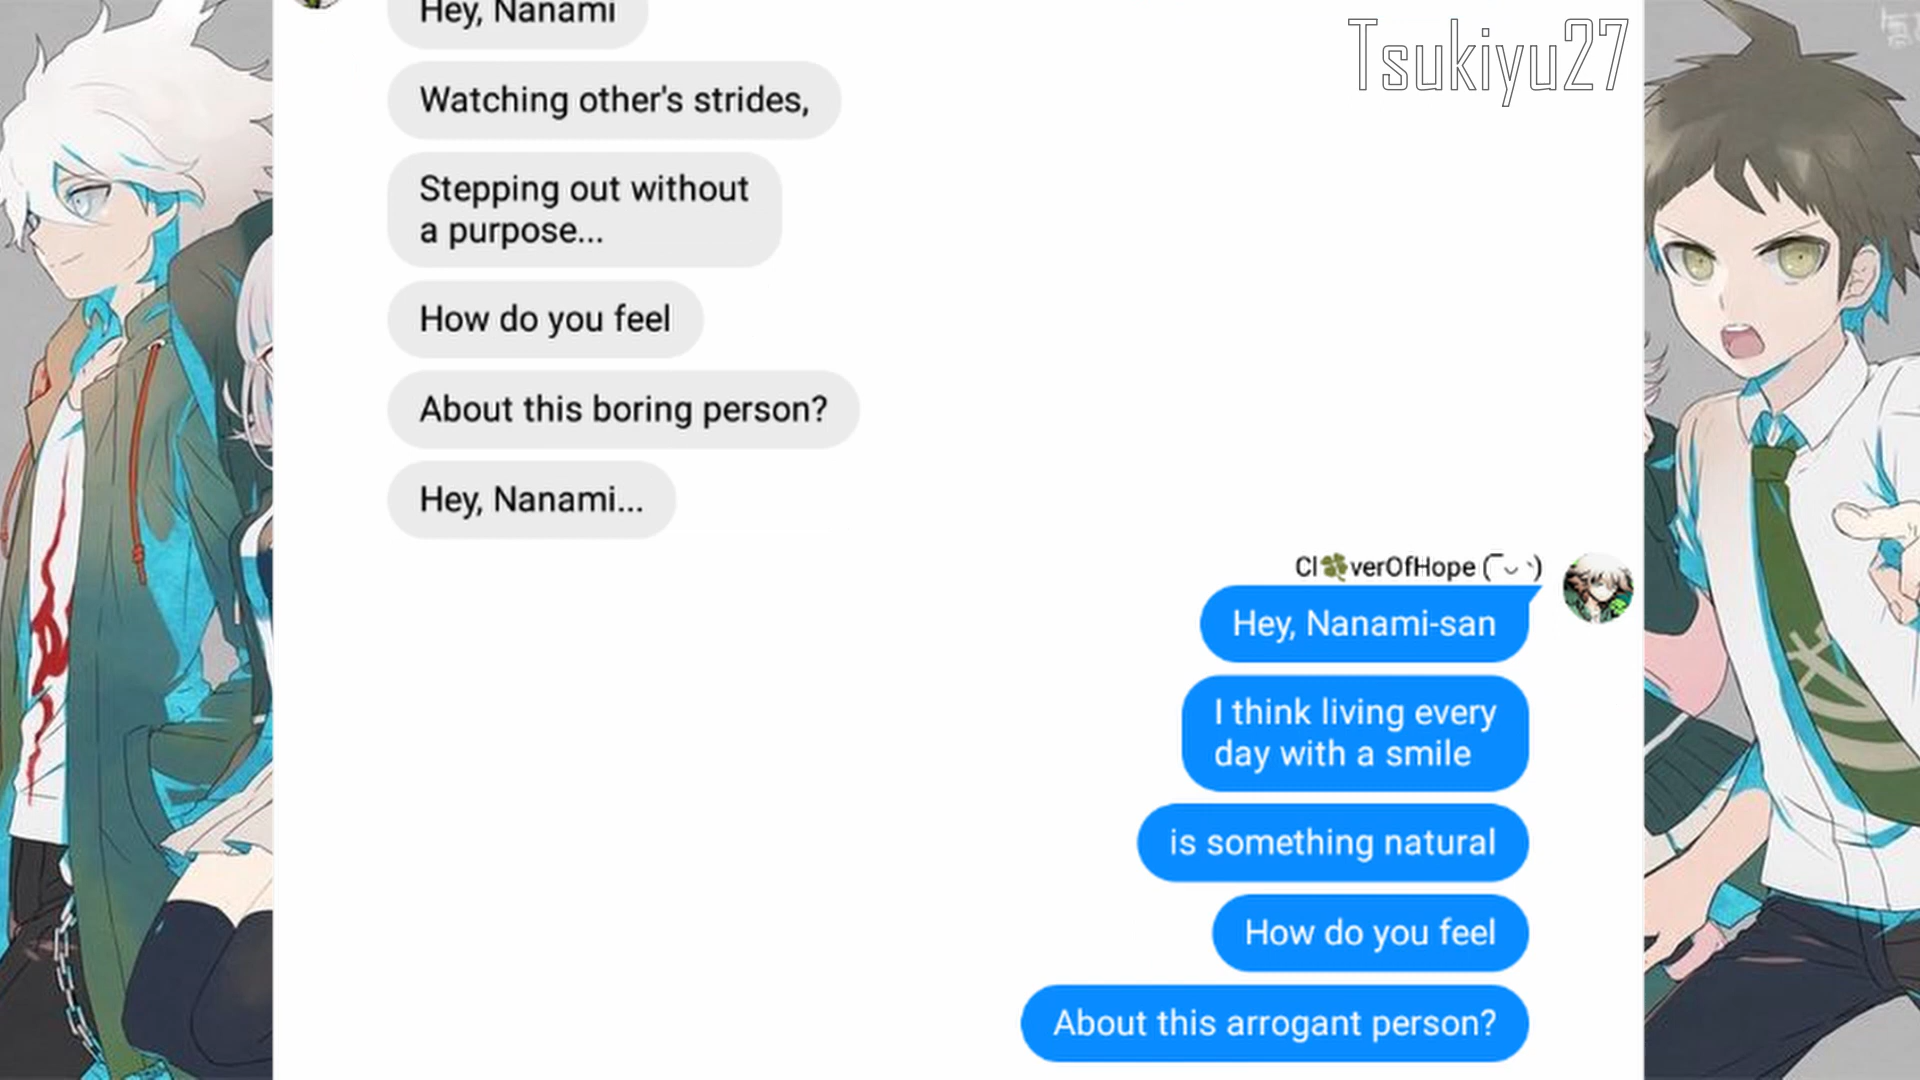 Hey, Nanami
Tsukiyu27
Watching other's strides,
Stepping out without
a purpose...
How do you feel
About this boring person?
Hey, Nanami...
Cl🍀verOfHope (‾⌣ `)
Hey, Nanami-san
I think living every
day with a smile
is something natural
How do you feel
About this arrogant person?